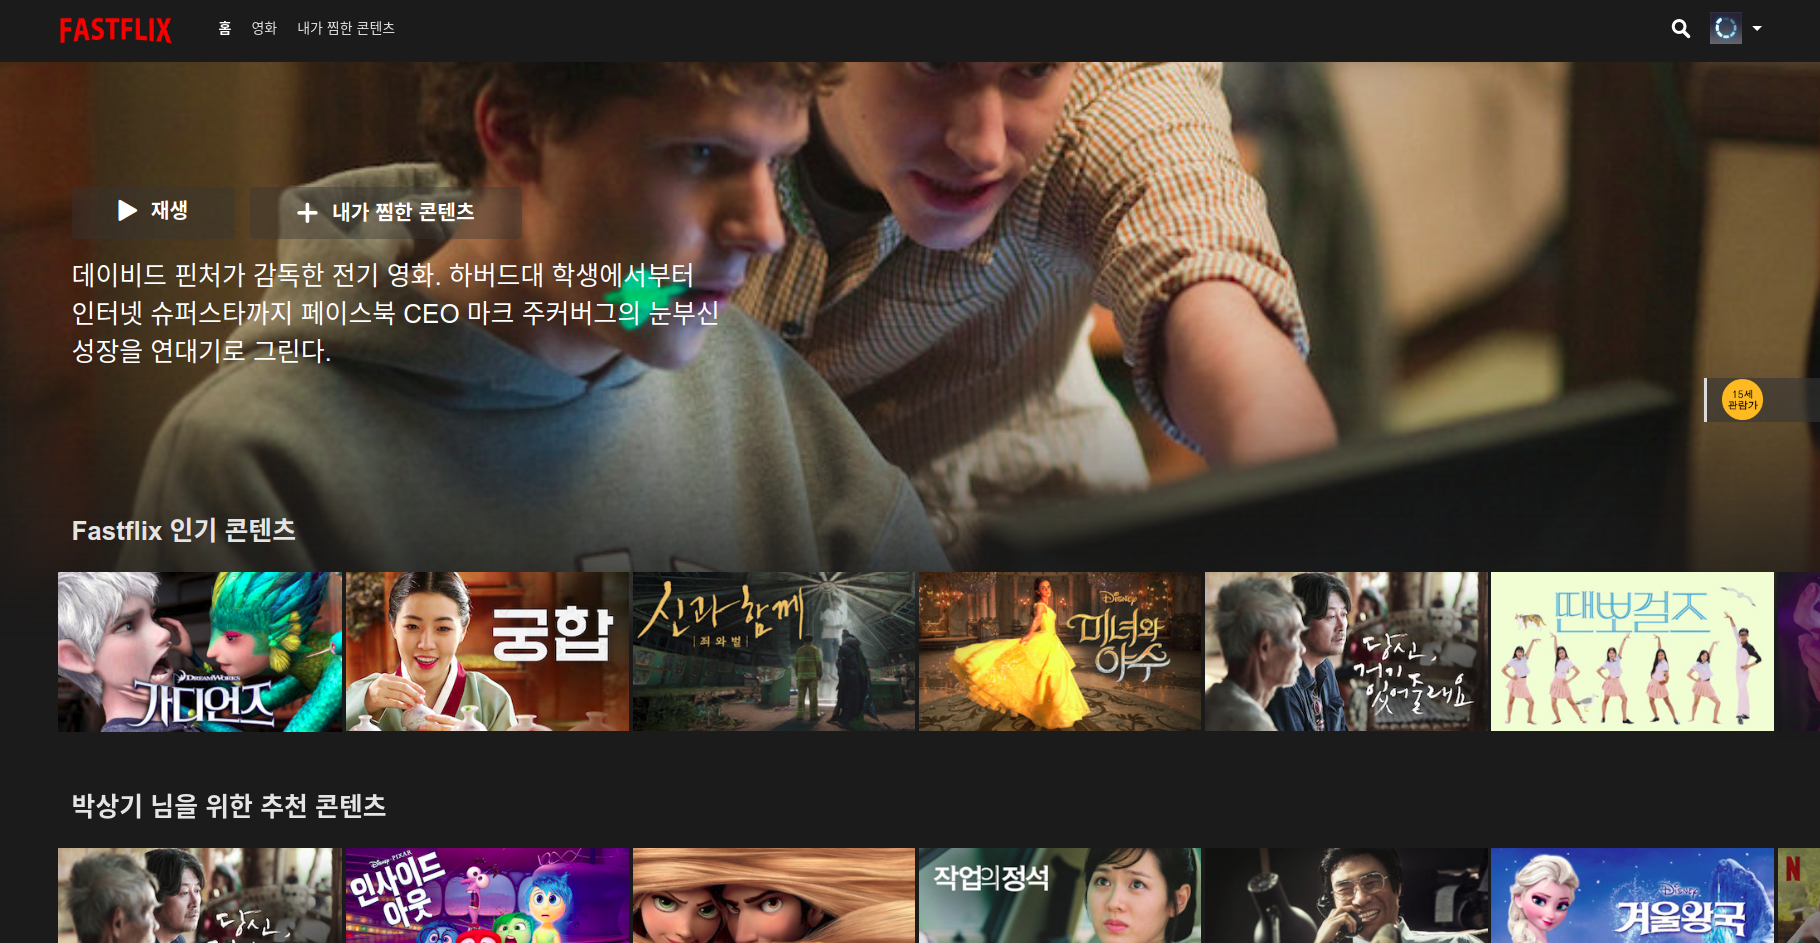 FASTFLIX 홈 영화 내가 찜한 콘텐츠
재생 내가 찜한 콘텐츠
데이비드 핀처가 감독한 전기 영화. 하버드대 학생에서부터
인터넷 슈퍼스타까지 페이스북 CEO 마크 주커버그의 눈부신
성장을 연대기로 그린다.
15세
관람가
Fastflix 인기 콘텐츠
DREAMWORKS
가디언즈
궁합
신과 함께
죄와 벌
DISNEY
미녀와
야수
당신,
거기
있어줄래요
땐뽀걸즈
박상기 님을 위한 추천 콘텐츠
당신,
DISNEY·PIXAR
인사이드
아웃
작업의 정석
DISNEY
겨울왕국
N